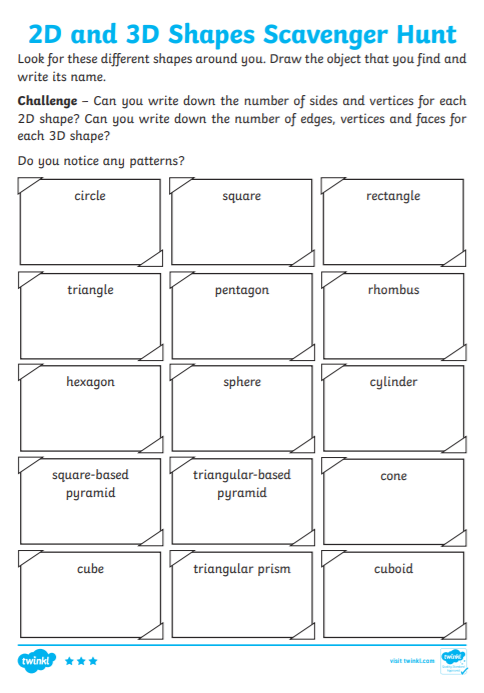 2D and 3D Shapes Scavenger Hunt
Look for these different shapes around you. Draw the object that you find and
write its name.
Challenge – Can you write down the number of sides and vertices for each
2D shape? Can you write down the number of edges, vertices and faces for
each 3D shape?
Do you notice any patterns?
circle
square
rectangle
triangle
pentagon
rhombus
hexagon
sphere
cylinder
square-based
pyramid
triangular-based
pyramid
cone
cube
triangular prism
cuboid
twinkl
visit twinkl.com
twinkl